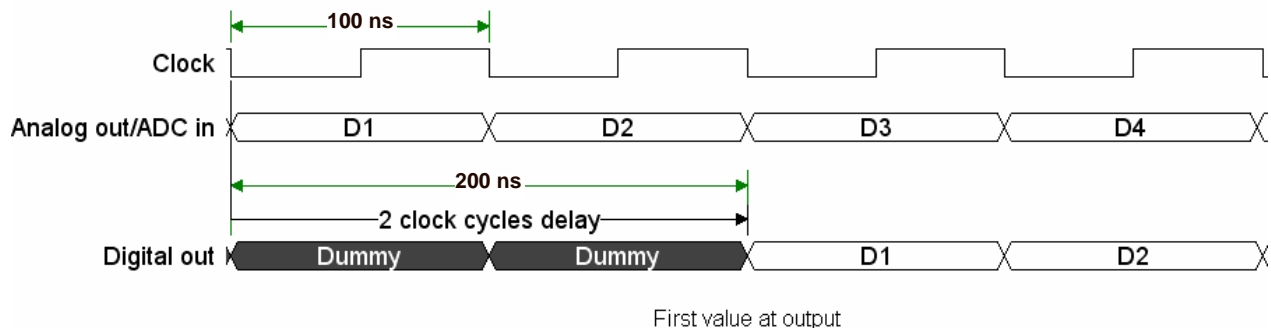 100 ns
Clock
Analog out/ADC in D1 D2 D3 D4
200 ns
2 clock cycles delay
Digital out Dummy Dummy D1 D2
First value at output